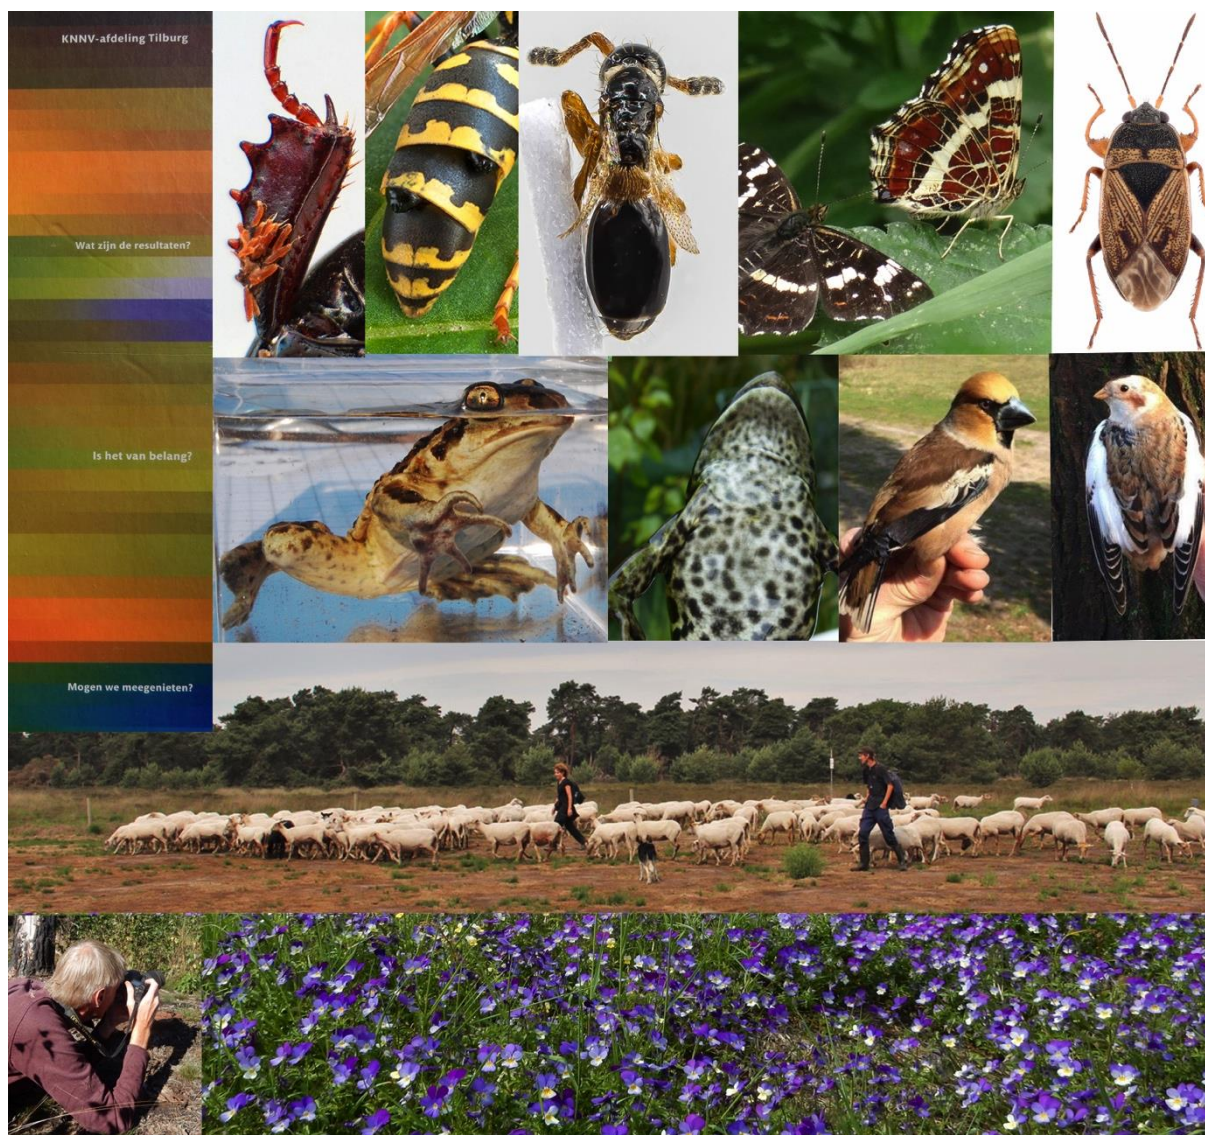 KNNV-afdeling Tilburg
Wat zijn de resultaten?
Is het van belang?
Mogen we meegenieten?